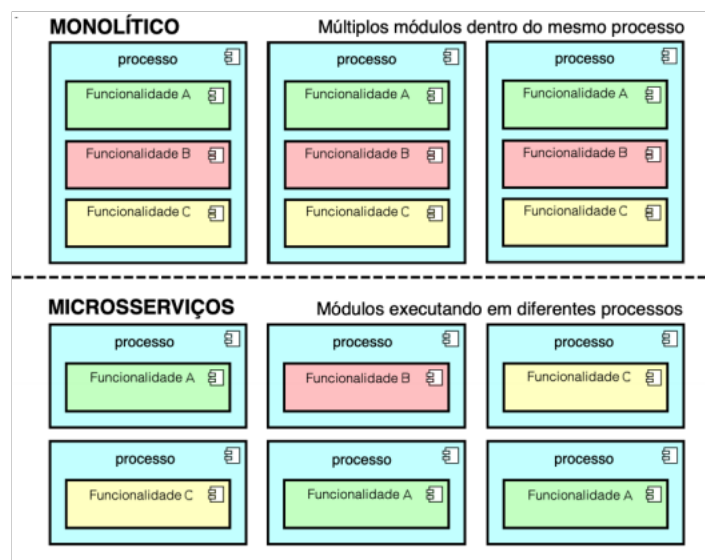 MONOLÍTICO Múltiplos módulos dentro do mesmo processo
processo processo processo
Funcionalidade A Funcionalidade A Funcionalidade A
Funcionalidade B Funcionalidade B Funcionalidade B
Funcionalidade C Funcionalidade C Funcionalidade C
MICROSSERVIÇOS Módulos executando em diferentes processos
processo processo processo
Funcionalidade A Funcionalidade B Funcionalidade C
processo processo processo
Funcionalidade C Funcionalidade A Funcionalidade A